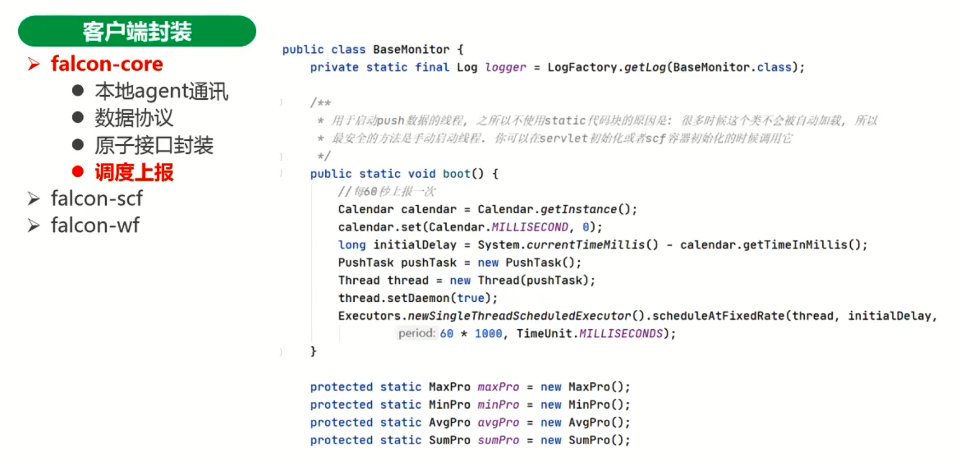 客户端封装
falcon-core
本地agent通讯
数据协议
原子接口封装
调度上报
falcon-scf
falcon-wf
public class BaseMonitor {
private static final Log logger = LogFactory.getLog(BaseMonitor.class);
/**
* 用于启动push数据的线程, 之所以不使用static代码块的原因是: 很多时候这个类不会被自动加载, 所以
* 最安全的方法是手动启动线程. 你可以在servlet初始化或者scf容器初始化的时候调用它
*/
public static void boot() {
//每60秒上报一次
Calendar calendar = Calendar.getInstance();
calendar.set(Calendar.MILLISECOND, 0);
long initialDelay = System.currentTimeMillis() - calendar.getTimeInMillis();
PushTask pushTask = new PushTask();
Thread thread = new Thread(pushTask);
thread.setDaemon(true);
Executors.newSingleThreadScheduledExecutor().scheduleAtFixedRate(thread, initialDelay,
period: 60 * 1000, TimeUnit.MILLISECONDS);
}
protected static MaxPro maxPro = new MaxPro();
protected static MinPro minPro = new MinPro();
protected static AvgPro avgPro = new AvgPro();
protected static SumPro sumPro = new SumPro();